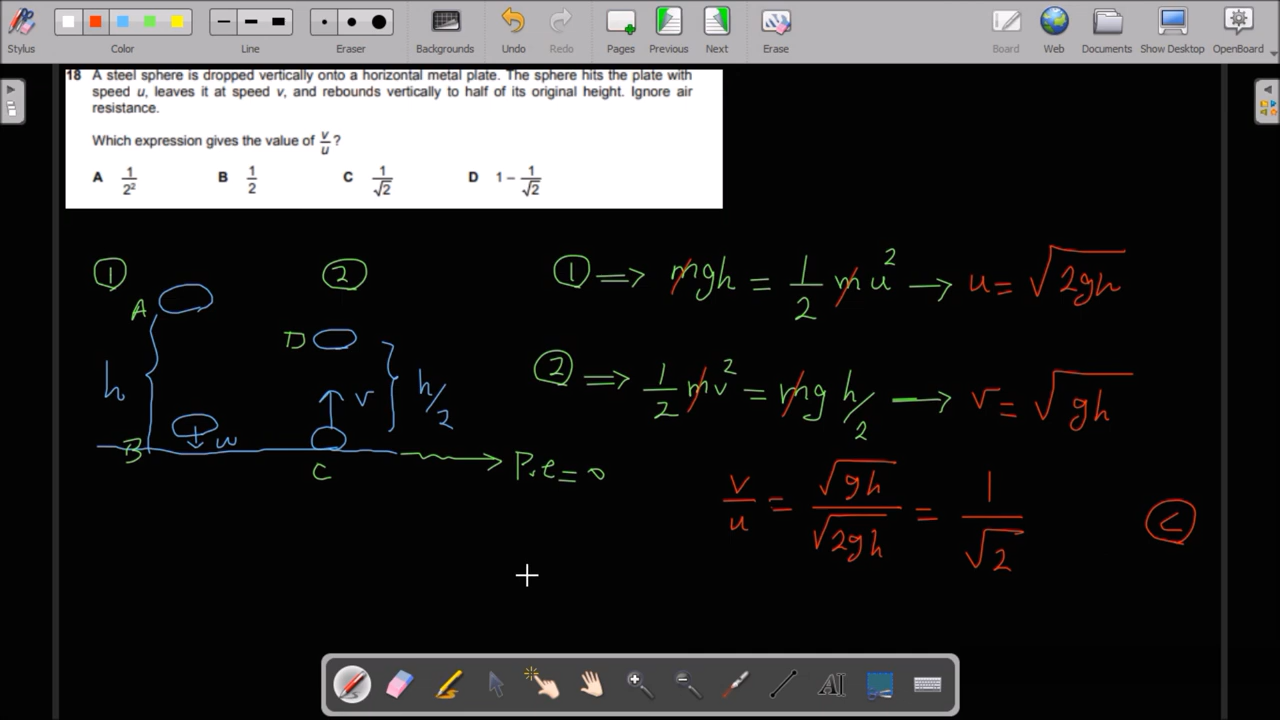 Stylus Color Line Eraser Backgrounds Undo Redo Pages Previous Next Erase Board Web Documents Show Desktop OpenBoard
18 A steel sphere is dropped vertically onto a horizontal metal plate. The sphere hits the plate with
speed u, leaves it at speed v, and rebounds vertically to half of its original height. Ignore air
resistance.
Which expression gives the value of v/u?
A 1/2² B 1/2 C 1/√2 D 1 – 1/√2
① ② 
A
D
h v h/2
B u
C P.e = 0
① ⟹ mgh = 1/2 mu² → u = √2gh
② ⟹ 1/2 mv² = mg h/2 → v = √gh
v/u = √gh/√2gh = 1/√2 Ⓒ
AI